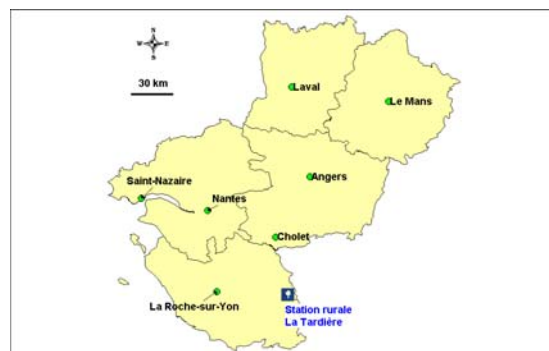 N
W E
S
30 km
Laval
Le Mans
Saint-Nazaire
Angers
Nantes
Cholet
La Roche-sur-Yon
Station rurale
La Tardière